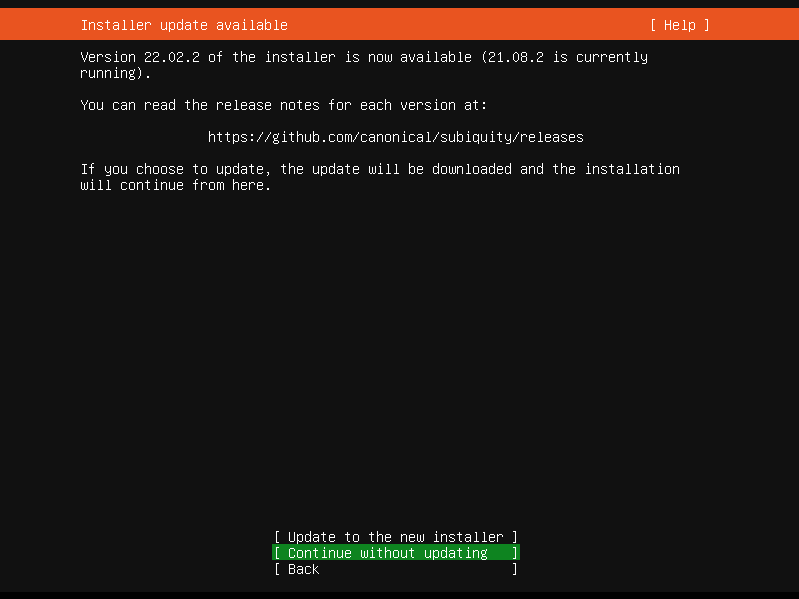 Installer update available [ Help ]
Version 22.02.2 of the installer is now available (21.08.2 is currently
running).
You can read the release notes for each version at:
https://github.com/canonical/subiquity/releases
If you choose to update, the update will be downloaded and the installation
will continue from here.
[ Update to the new installer ]
[ Continue without updating ]
[ Back ]